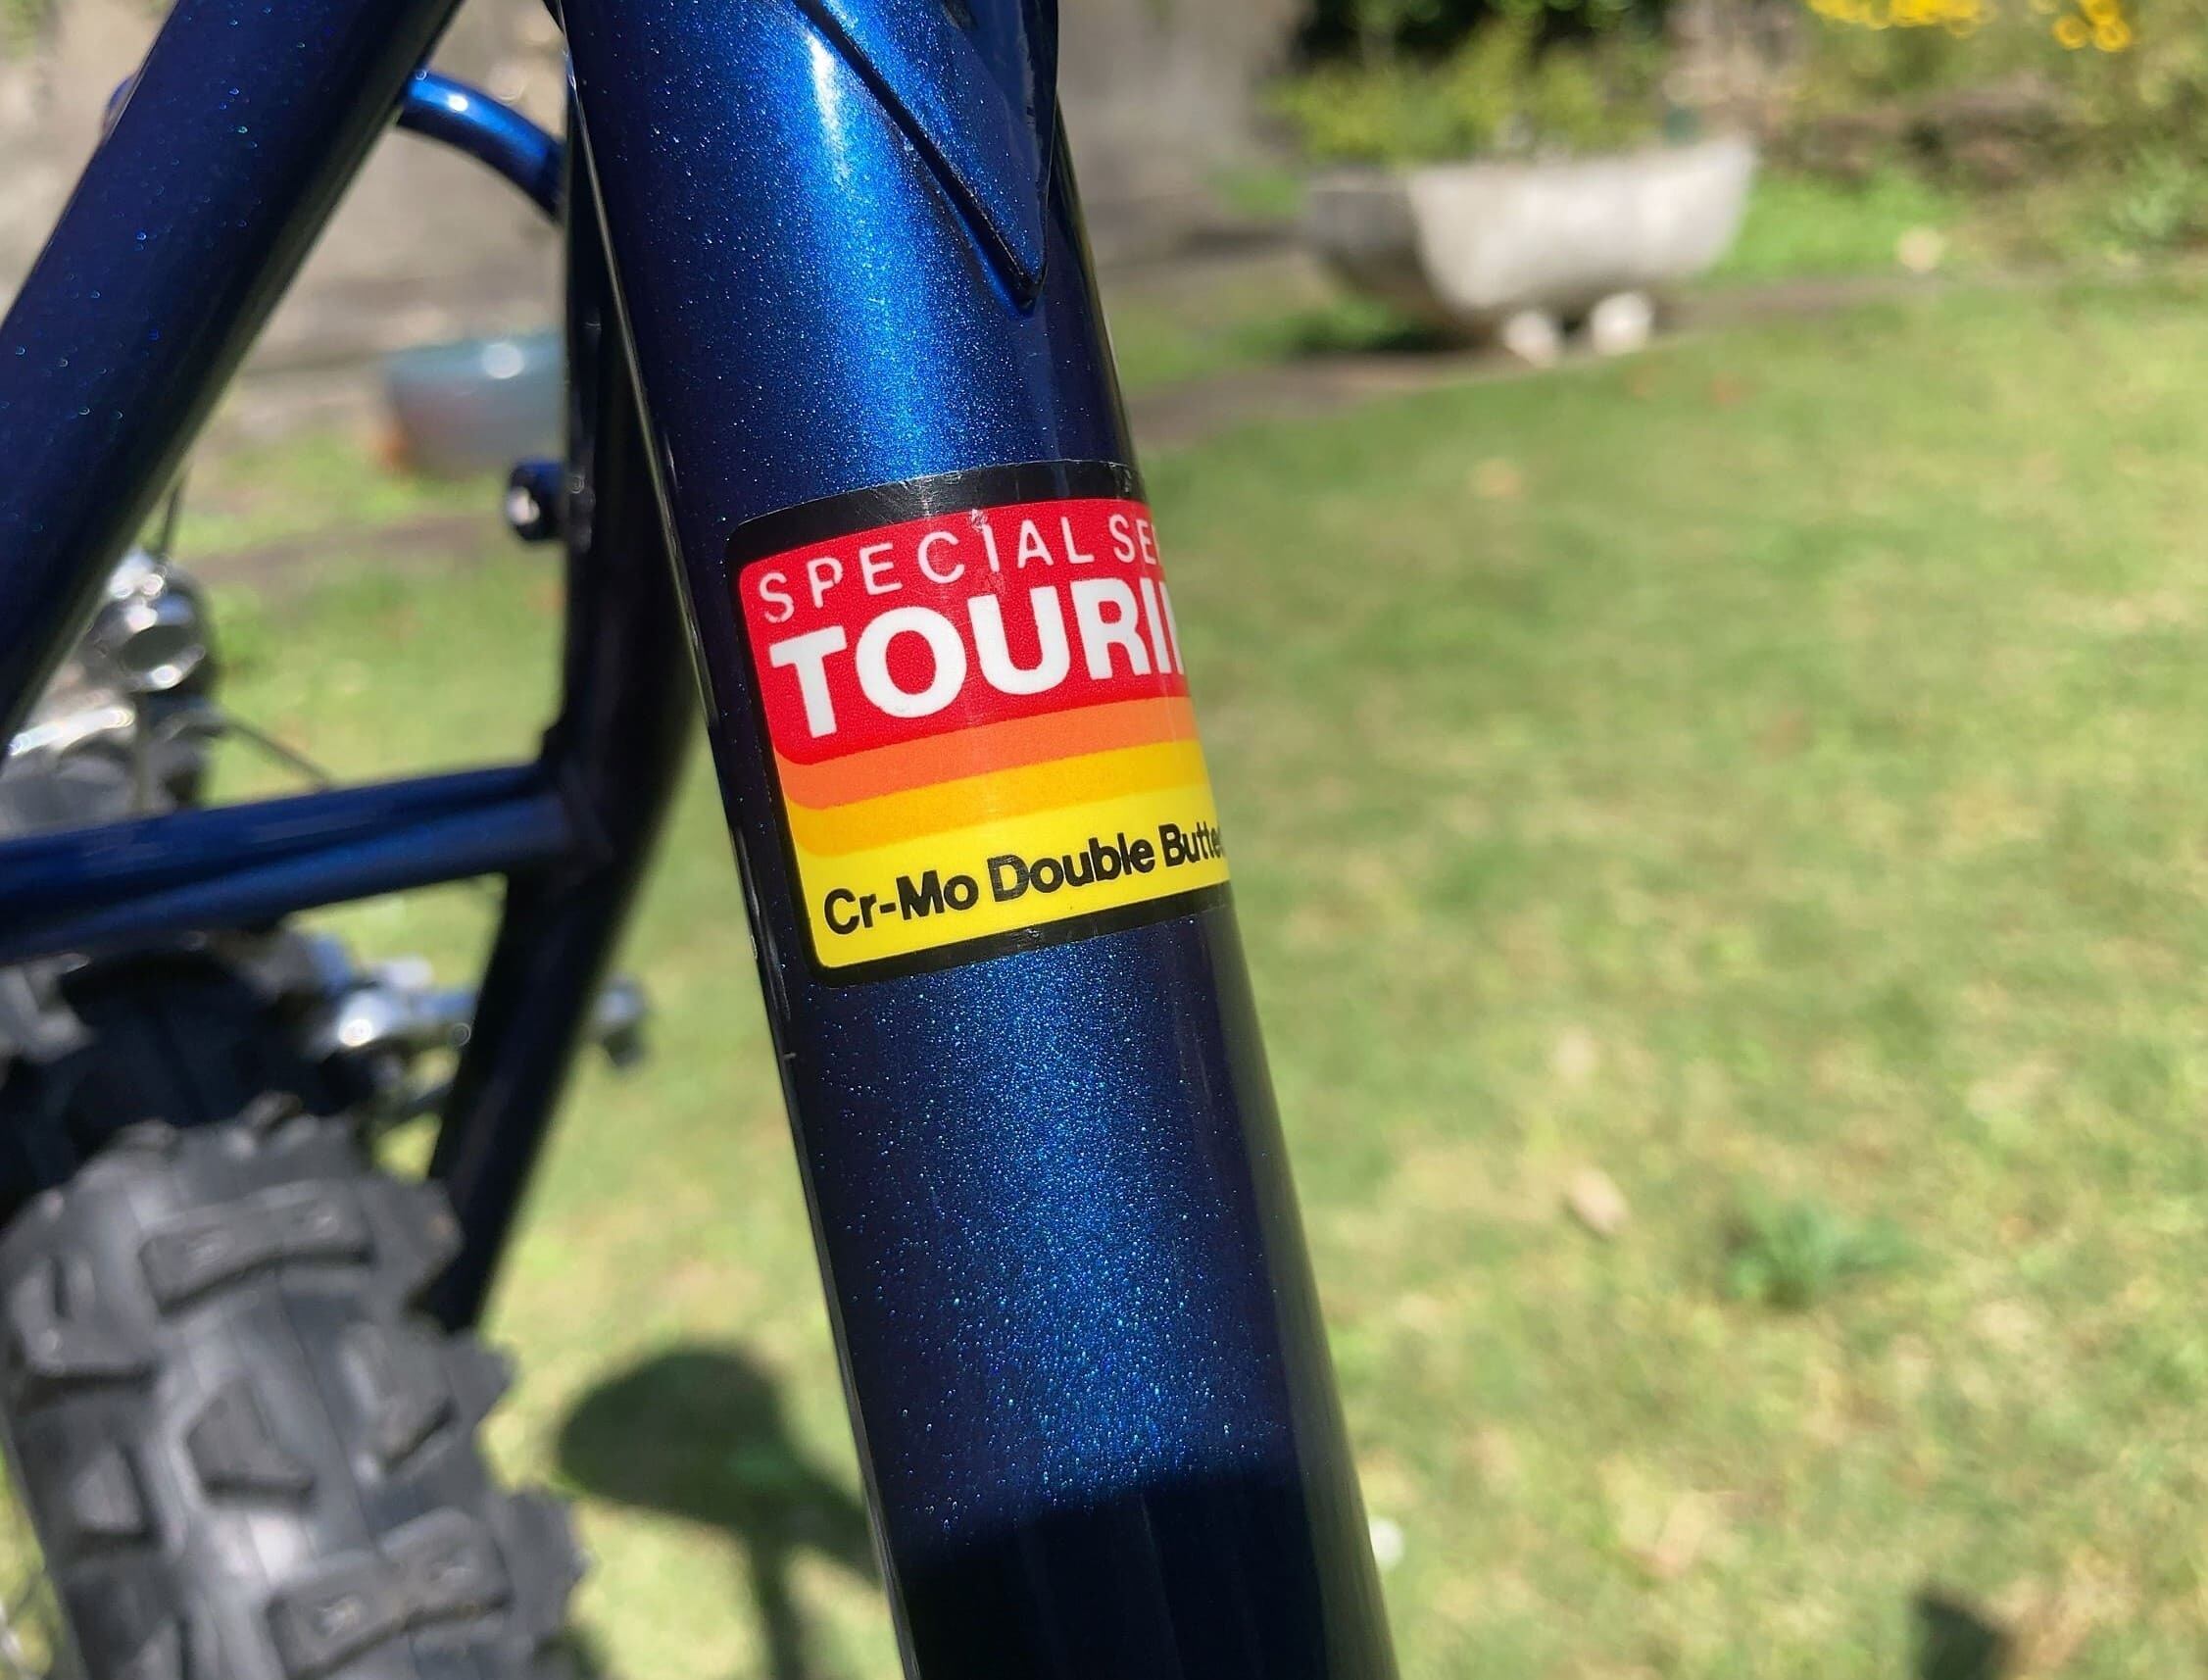 SPECIAL SE
TOURI
Cr-Mo Double Butte